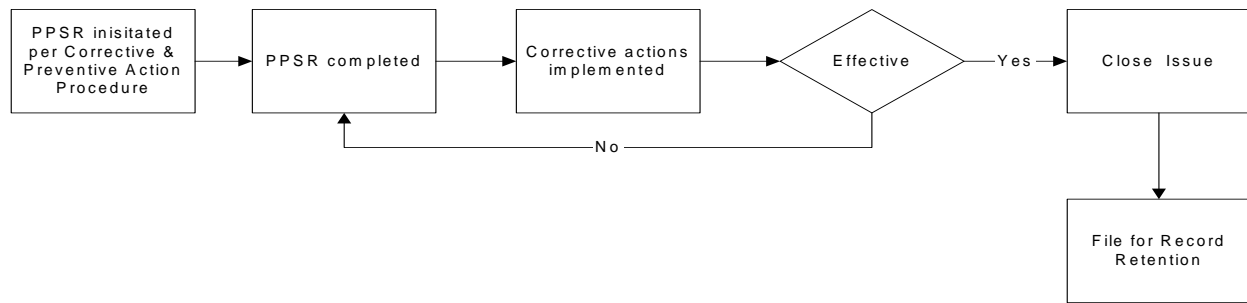 PPSR inisitated
per Corrective &
Preventive Action
Procedure
PPSR completed
Corrective actions
implemented
Effective
Yes
Close Issue
No
File for Record
Retention